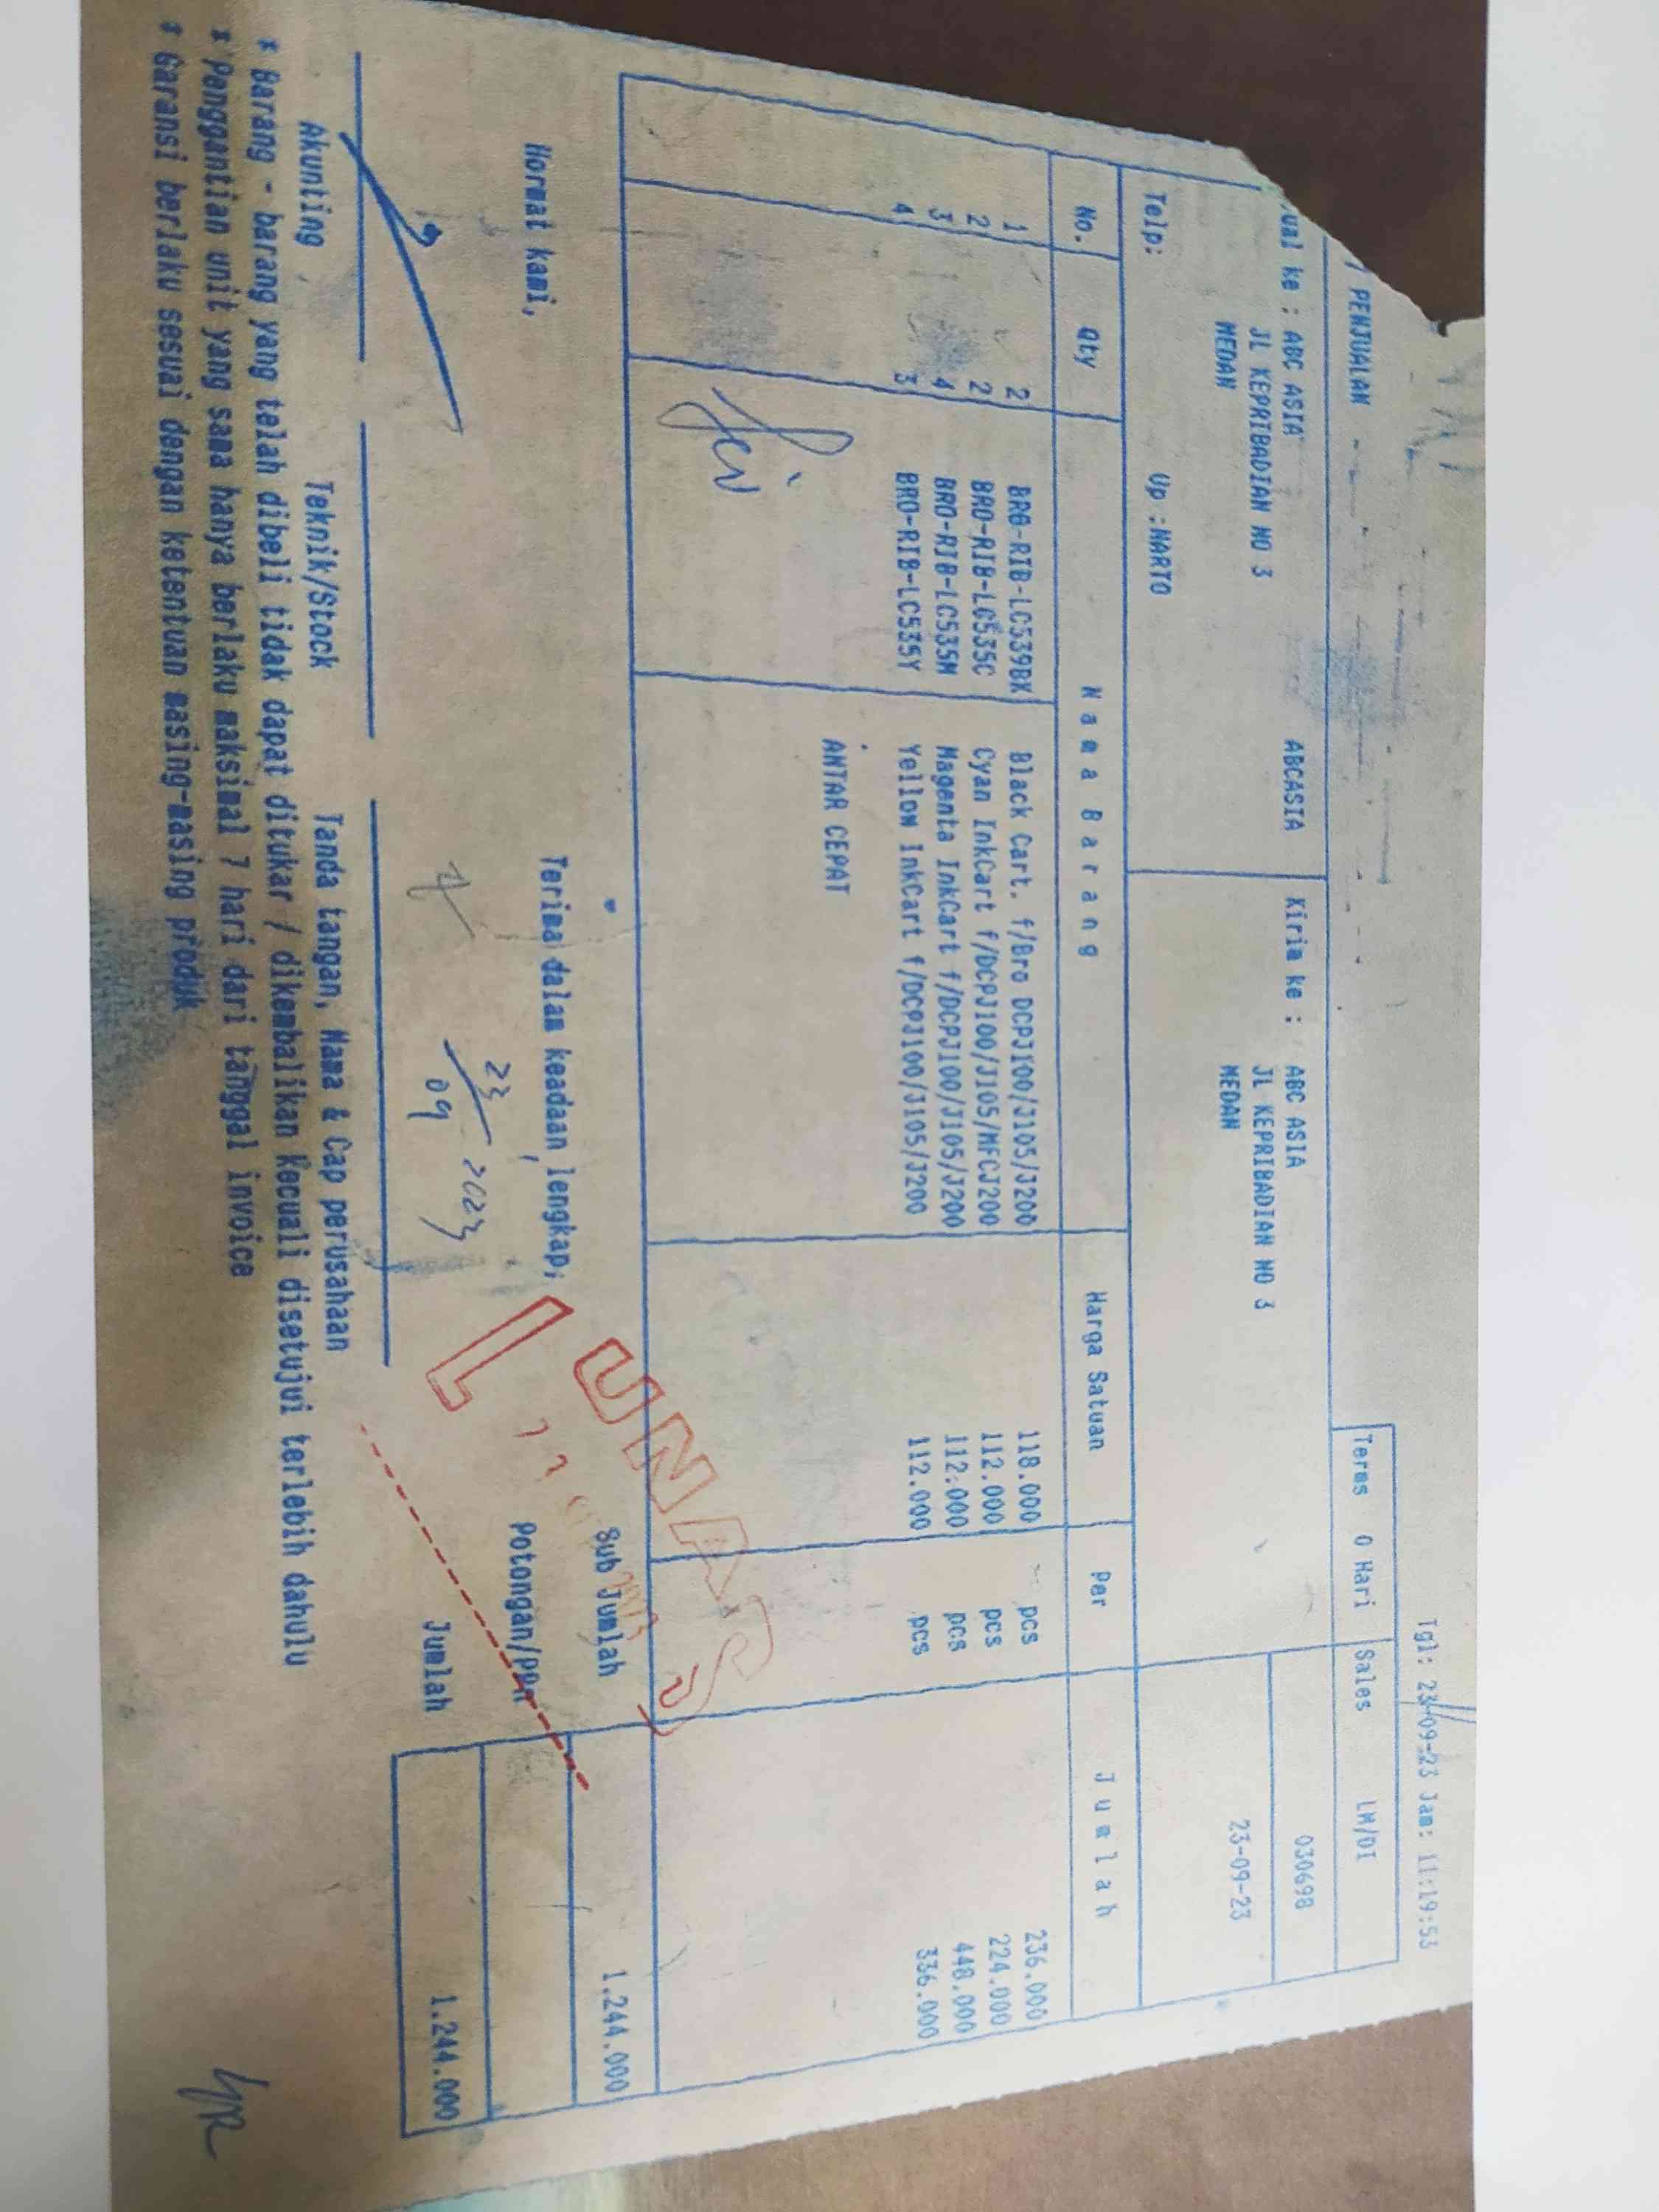 Tgl: 23-09-23 Jam: 11:19:53
PENJUALAN
Terms 0 Hari Sales LM/DI
ual ke : ABC ASIA ABCASIA Kirim ke : ABC ASIA 030698
JL KEPRIBADIAN NO 3 JL KEPRIBADIAN NO 3
MEDAN MEDAN 23-09-23
Telp: Up :NARTO
No. Qty Nama Barang Harga Satuan Per Jumlah
1 2 BRO-RIB-LC539BK Black Cart. f/Bro DCPJ100/J105/J200 118.000 pcs 236.000
2 2 BRO-RIB-LC535C Cyan InkCart f/DCPJ100/J105/MFCJ200 112.000 pcs 224.000
3 4 BRO-RIB-LC535M Magenta InkCart f/DCPJ100/J105/J200 112.000 pcs 448.000
4 3 BRO-RIB-LC535Y Yellow InkCart f/DCPJ100/J105/J200 112.000 pcs 336.000
ANTAR CEPAT
LUNAS
Sub Jumlah 1.244.000
Hormat kami, Terima dalam keadaan lengkap,
Potongan/PPn
23/09 2023
Jumlah 1.244.000
Akunting Teknik/Stock Tanda tangan, Nama & Cap perusahaan
* Barang - barang yang telah dibeli tidak dapat ditukar / dikembalikan kecuali disetujui terlebih dahulu
* Penggantian unit yang sama hanya berlaku maksimal 7 hari dari tanggal invoice
* Garansi berlaku sesuai dengan ketentuan masing-masing produk